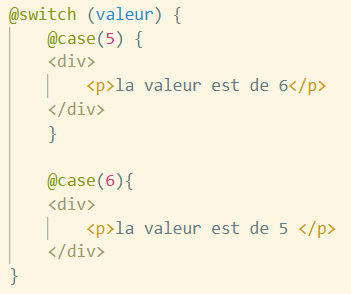 @switch (valeur) {
@case(5) {
<div>
<p>la valeur est de 6</p>
</div>
}
@case(6){
<div>
<p>la valeur est de 5 </p>
</div>
}